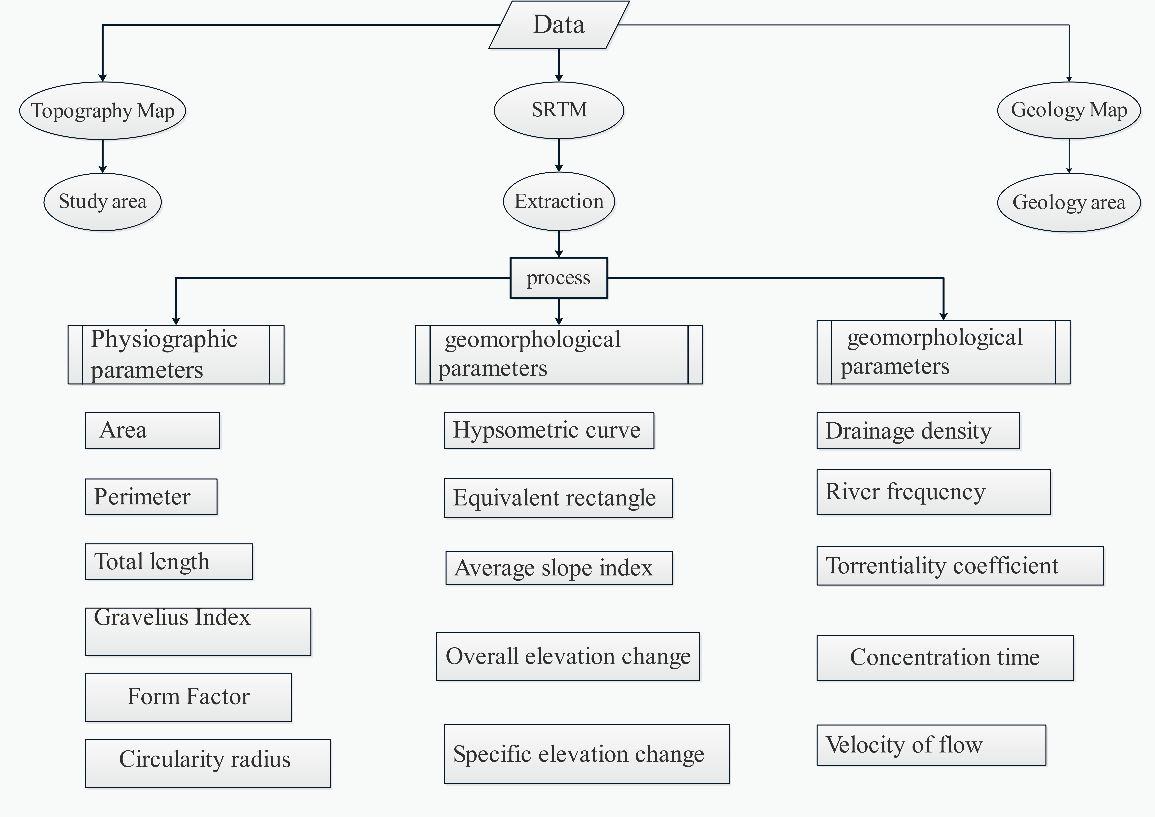 Data
Topography Map
SRTM
Geology Map
Study area
Extraction
Geology area
process
Physiographic
parameters
geomorphological
parameters
geomorphological
parameters
Area
Perimeter
Total length
Gravelius Index
Form Factor
Circularity radius
Hypsometric curve
Equivalent rectangle
Average slope index
Overall elevation change
Specific elevation change
Drainage density
River frequency
Torrentiality coefficient
Concentration time
Velocity of flow